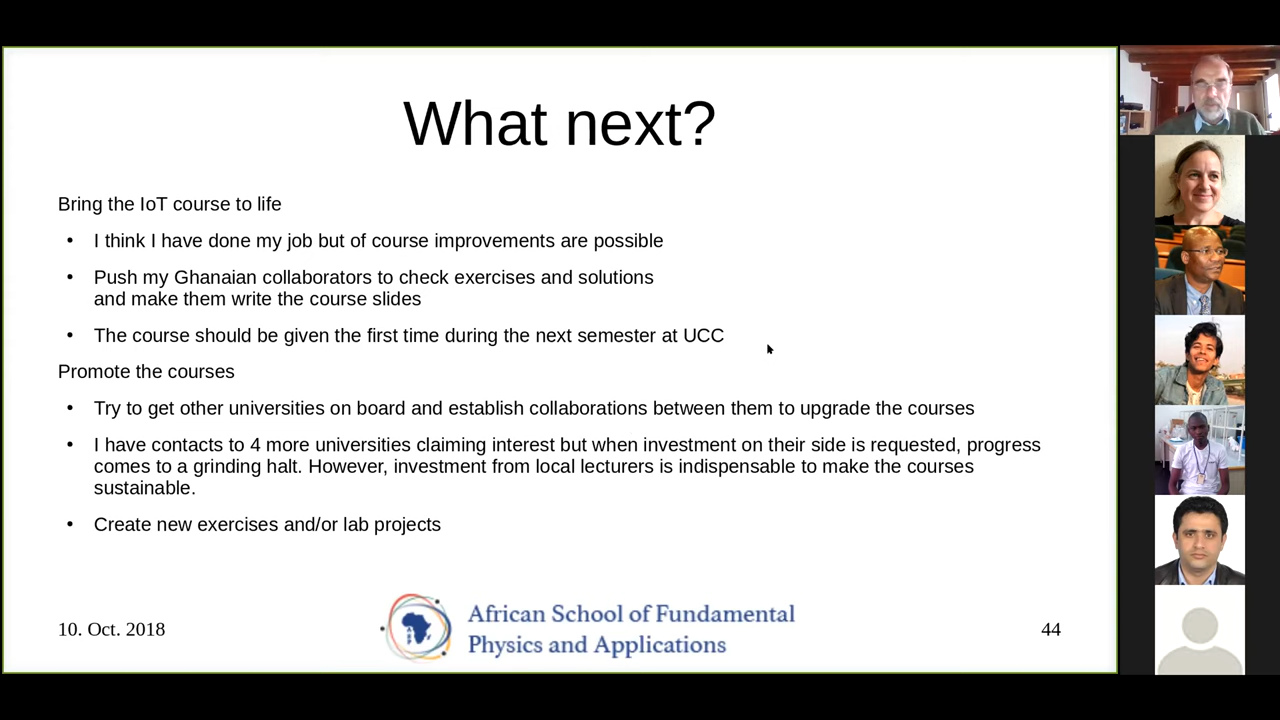 What next?
Bring the IoT course to life
• I think I have done my job but of course improvements are possible
• Push my Ghanaian collaborators to check exercises and solutions
and make them write the course slides
• The course should be given the first time during the next semester at UCC
Promote the courses
• Try to get other universities on board and establish collaborations between them to upgrade the courses
• I have contacts to 4 more universities claiming interest but when investment on their side is requested, progress
comes to a grinding halt. However, investment from local lecturers is indispensable to make the courses
sustainable.
• Create new exercises and/or lab projects
10. Oct. 2018
African School of Fundamental
Physics and Applications
44